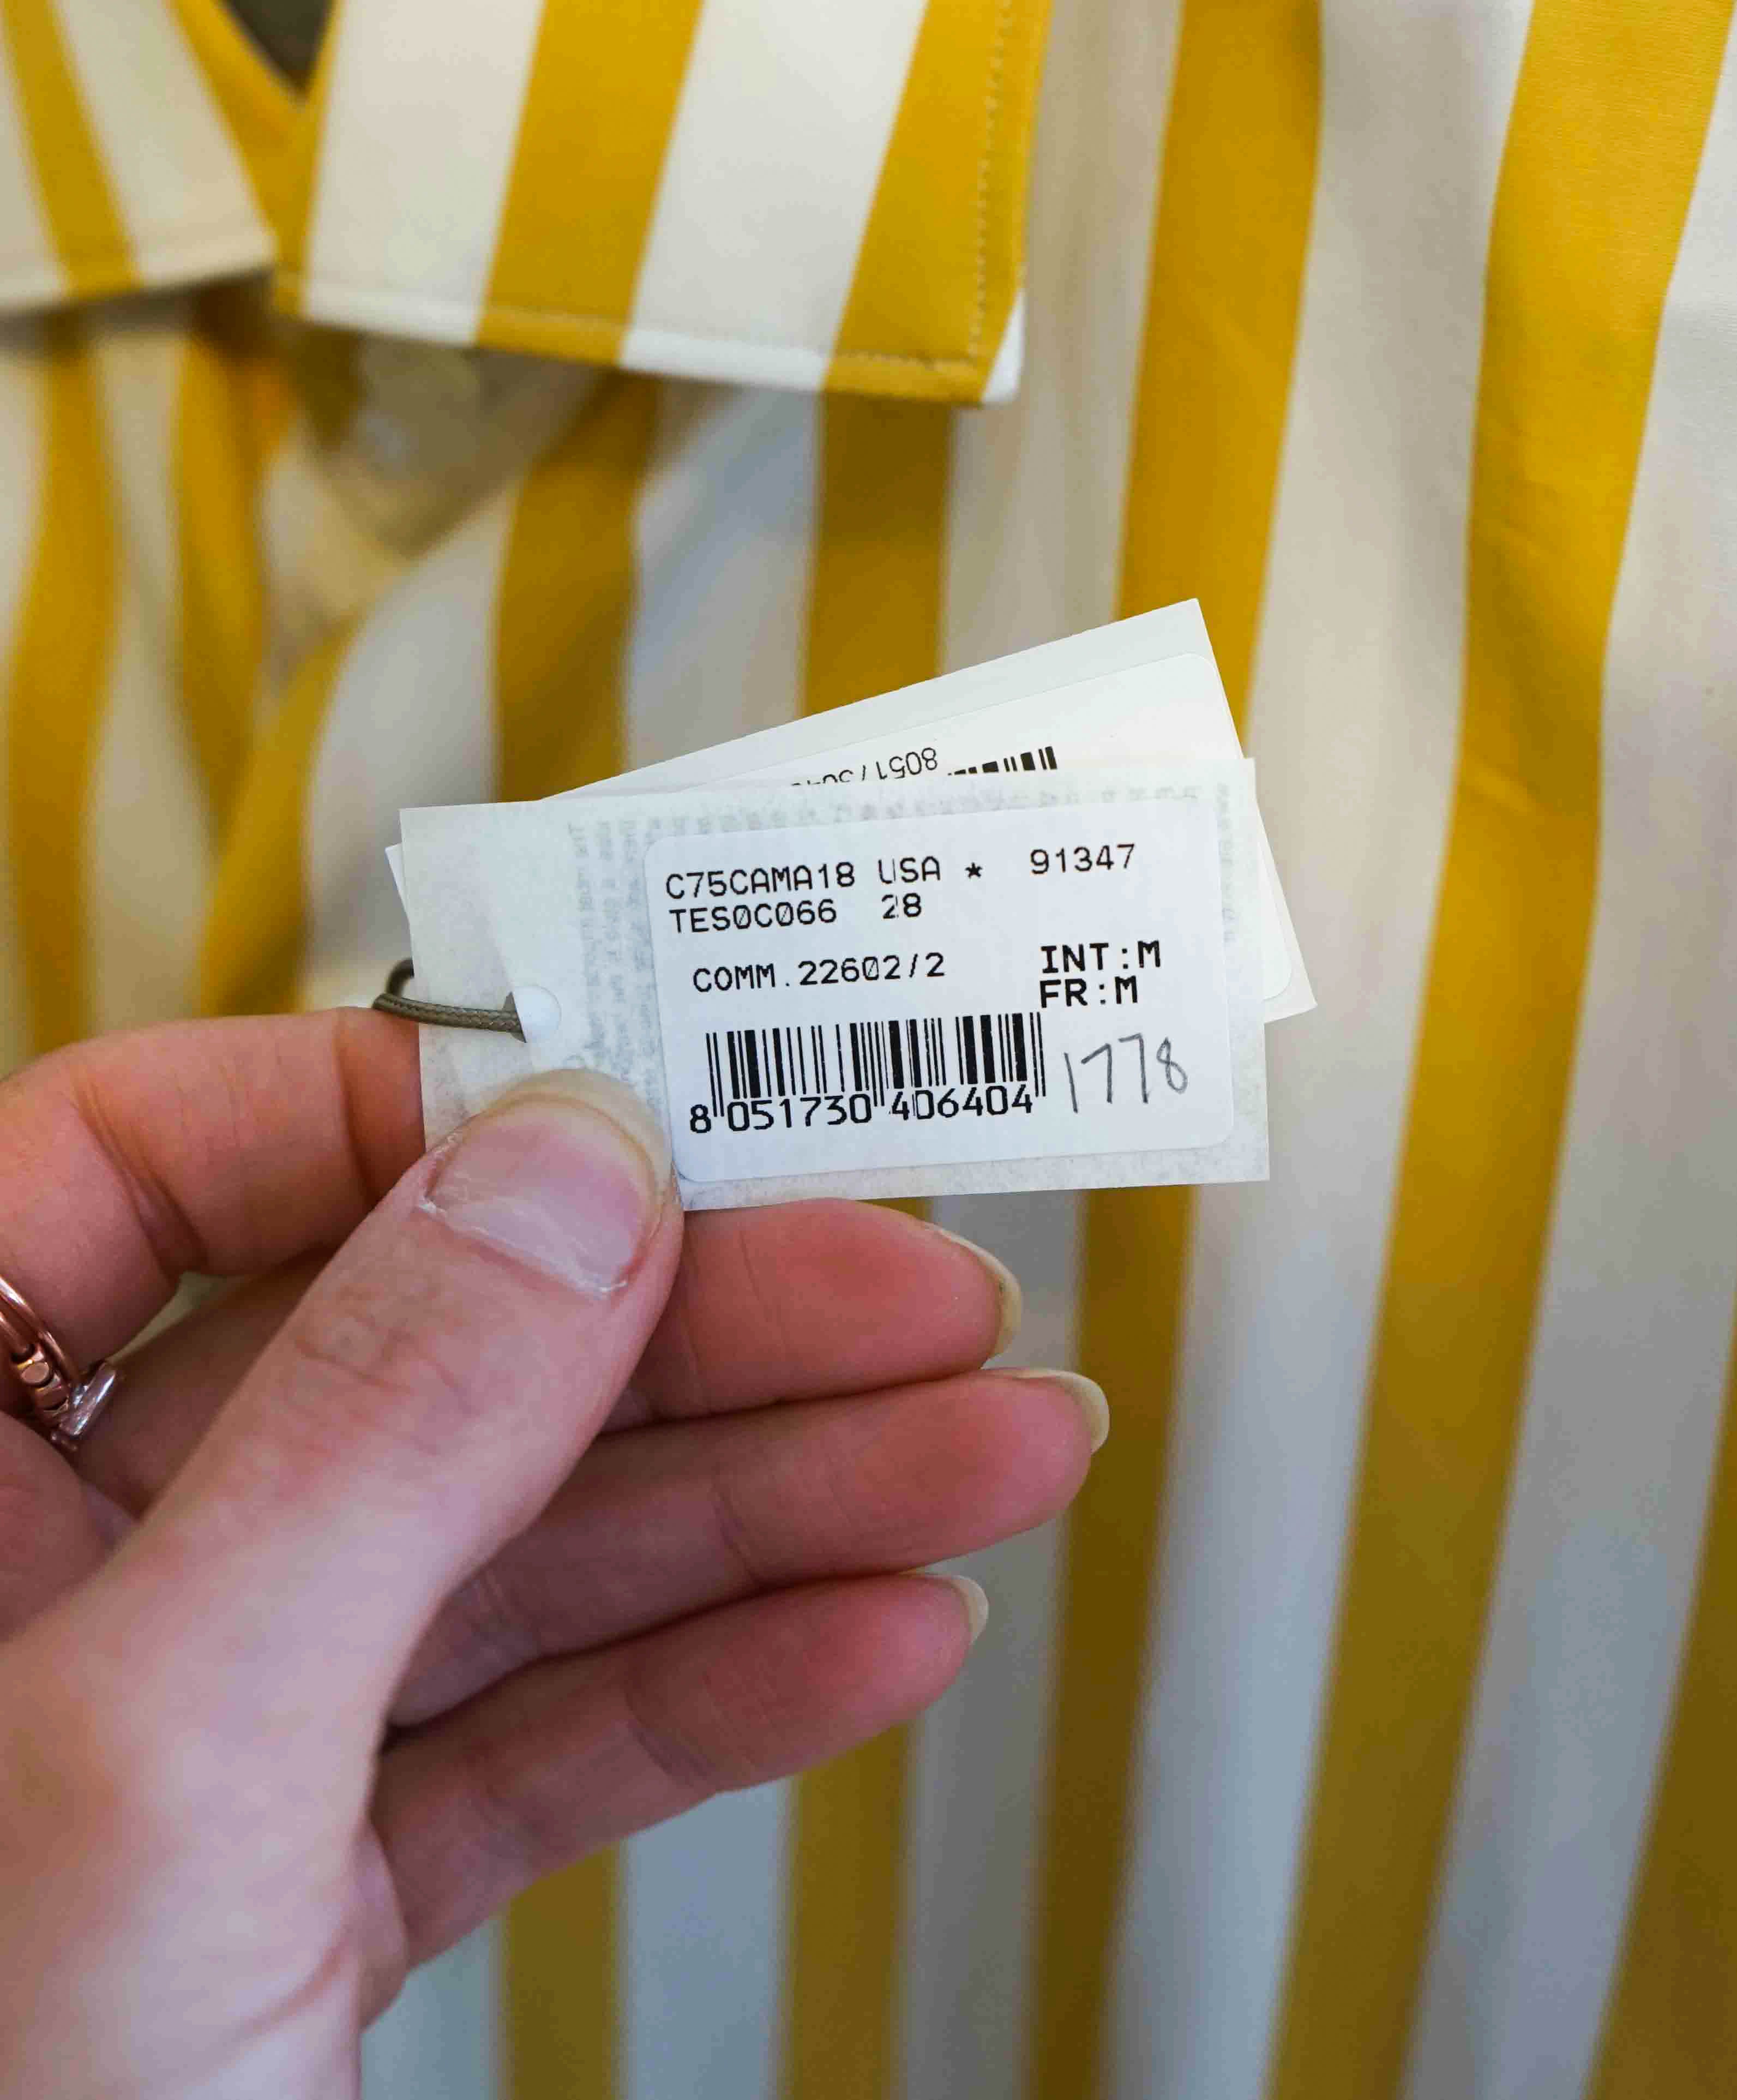 C75CAMA18 USA * 91347
TES0C066 28
COMM.22602/2
INT:M
FR:M
1778
8 051730 406404